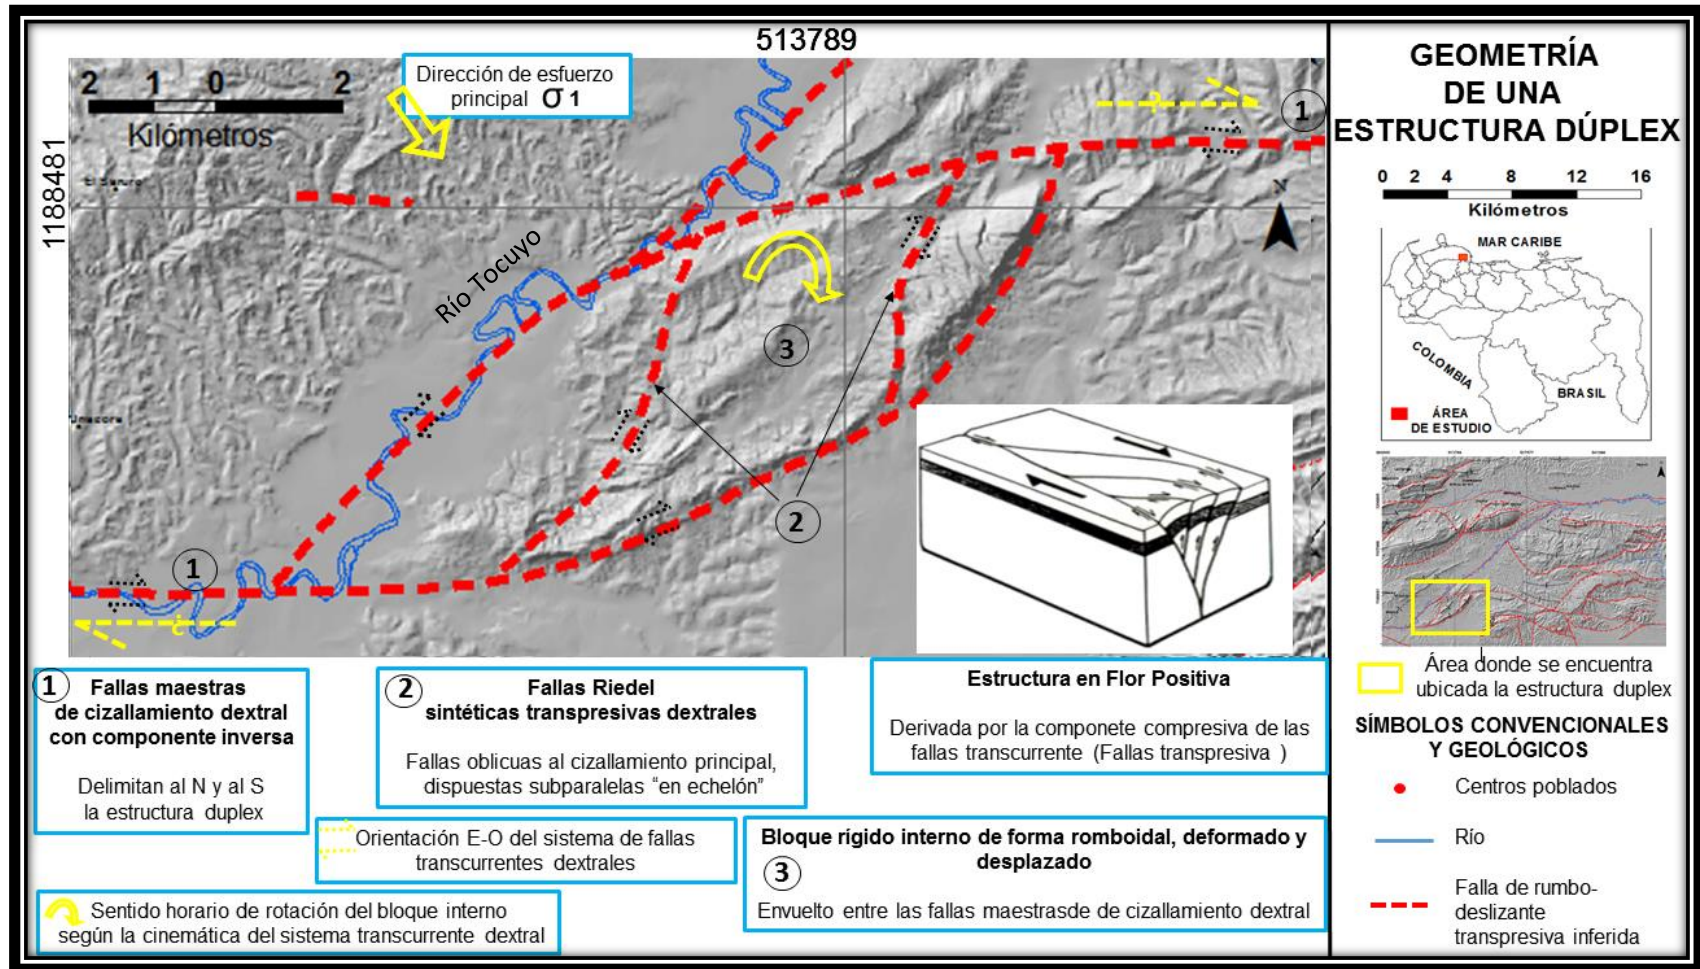 513789
1188481
2 1 0 2
Kilómetros
Dirección de esfuerzo
principal σ 1
1
N
Río Tocuyo
3
2
1
?
?
1
Fallas maestras
de cizallamiento dextral
con componente inversa
Delimitan al N y al S
la estructura duplex
2
Fallas Riedel
sintéticas transpresivas dextrales
Fallas oblicuas al cizallamiento principal,
dispuestas subparalelas “en echelón”
Estructura en Flor Positiva
Derivada por la componete compresiva de las
fallas transcurrente (Fallas transpresiva )
Orientación E-O del sistema de fallas
transcurrentes dextrales
Bloque rígido interno de forma romboidal, deformado y
desplazado
3
Envuelto entre las fallas maestrasde de cizallamiento dextral
Sentido horario de rotación del bloque interno
según la cinemática del sistema transcurrente dextral
GEOMETRÍA
DE UNA
ESTRUCTURA DÚPLEX
0 2 4 8 12 16
Kilómetros
MAR CARIBE
COLOMBIA
BRASIL
ÁREA
DE ESTUDIO
Área donde se encuentra
ubicada la estructura duplex
SÍMBOLOS CONVENCIONALES
Y GEOLÓGICOS
Centros poblados
Río
Falla de rumbo-
deslizante
transpresiva inferida